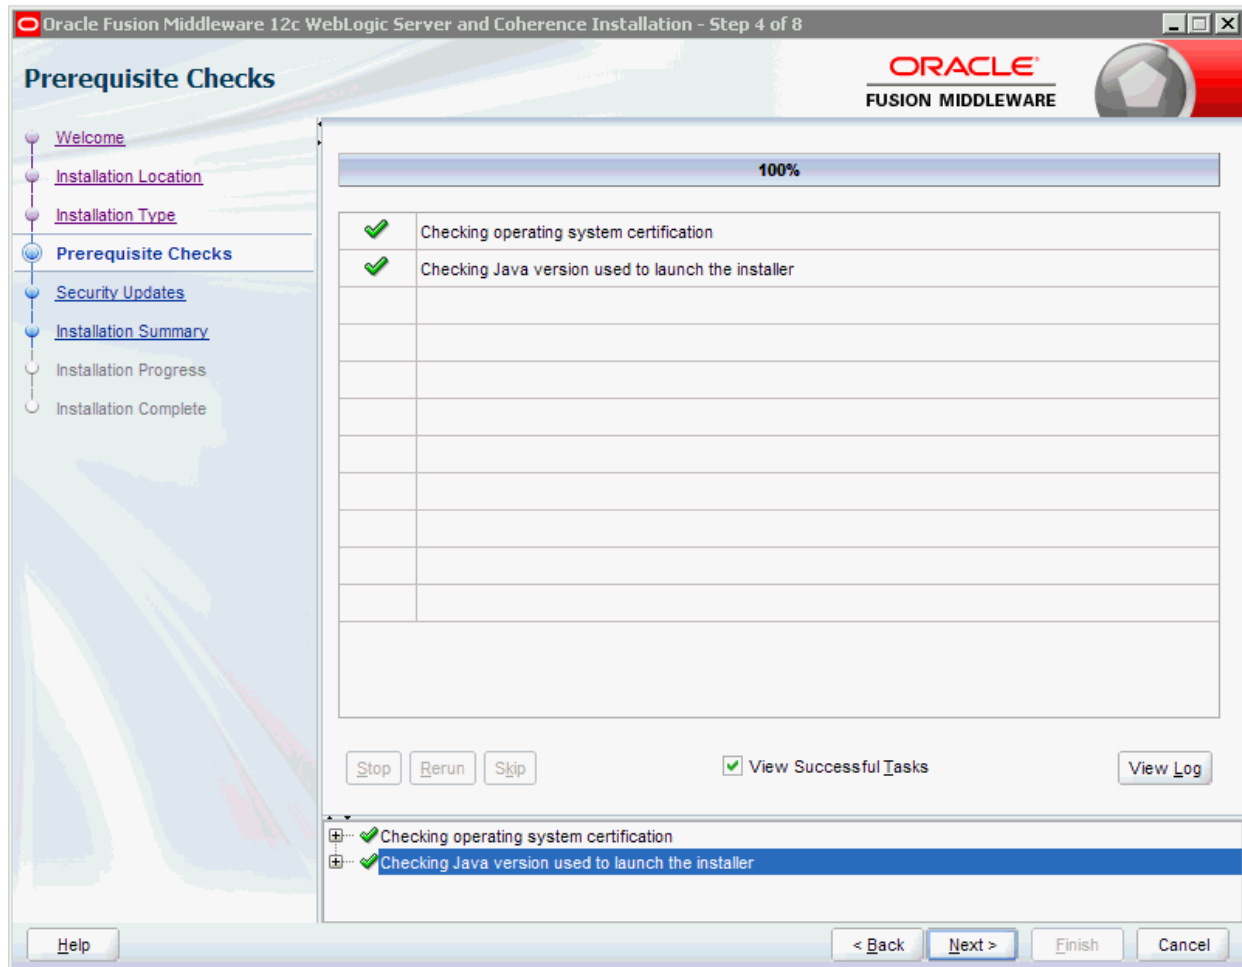 Oracle Fusion Middleware 12c WebLogic Server and Coherence Installation - Step 4 of 8
Prerequisite Checks
ORACLE
FUSION MIDDLEWARE
Welcome
Installation Location
Installation Type
Prerequisite Checks
Security Updates
Installation Summary
Installation Progress
Installation Complete
100%
Checking operating system certification
Checking Java version used to launch the installer
Stop Rerun Skip View Successful Tasks View Log
Checking operating system certification
Checking Java version used to launch the installer
Help < Back Next > Finish Cancel